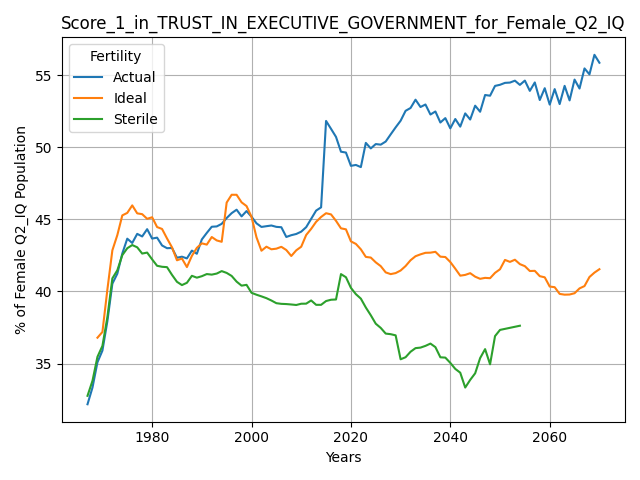 Score_1_in_TRUST_IN_EXECUTIVE_GOVERNMENT_for_Female_Q2_IQ
Fertility
Actual
Ideal
Sterile
% of Female Q2_IQ Population
55
50
45
40
35
1980
2000
2020
2040
2060
Years